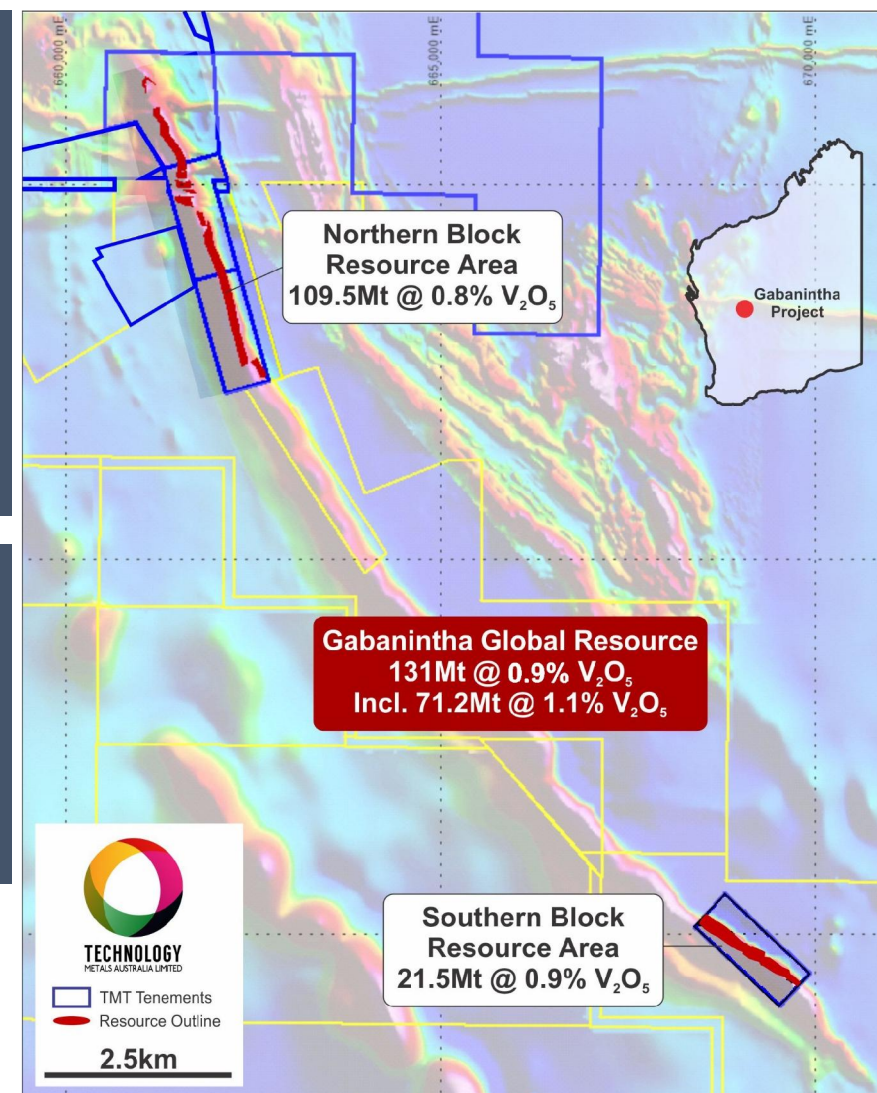 660,000 mE
665,000 mE
670,000 mE
Northern Block
Resource Area
109.5Mt @ 0.8% V₂O₅
Gabanintha
Project
Gabanintha Global Resource
131Mt @ 0.9% V₂O₅
Incl. 71.2Mt @ 1.1% V₂O₅
Southern Block
Resource Area
21.5Mt @ 0.9% V₂O₅
TECHNOLOGY
METALS AUSTRALIA LIMITED
TMT Tenements
Resource Outline
2.5km